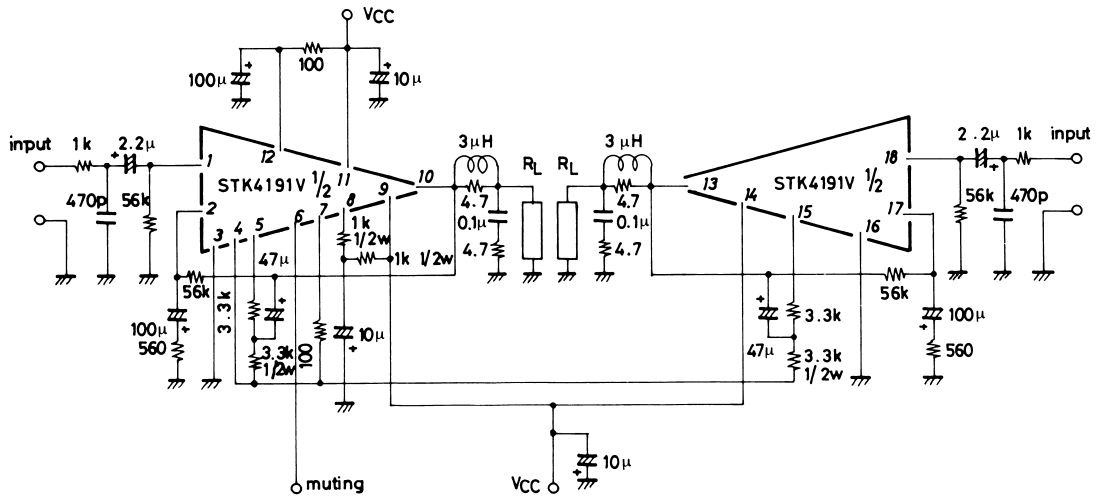 VCC
100
100μ +
+ 10μ
input
1k
2.2μ
+
470p
56k
1
2
3
4
5
6
7
8
9
10
11
12
STK4191V 1/2
3μH
4.7
0.1μ
4.7
RL
RL
3μH
4.7
0.1μ
4.7
13
14
15
16
17
18
STK4191V 1/2
2.2μ
+
1k
input
56k
470p
1k
1/2w
1k 1/2w
47μ
+
56k
100μ
+
560
3.3k
3.3k
1/2w
100
10μ
+
56k
+
47μ
3.3k
3.3k
1/2w
100μ
+
560
muting
VCC
10μ
+